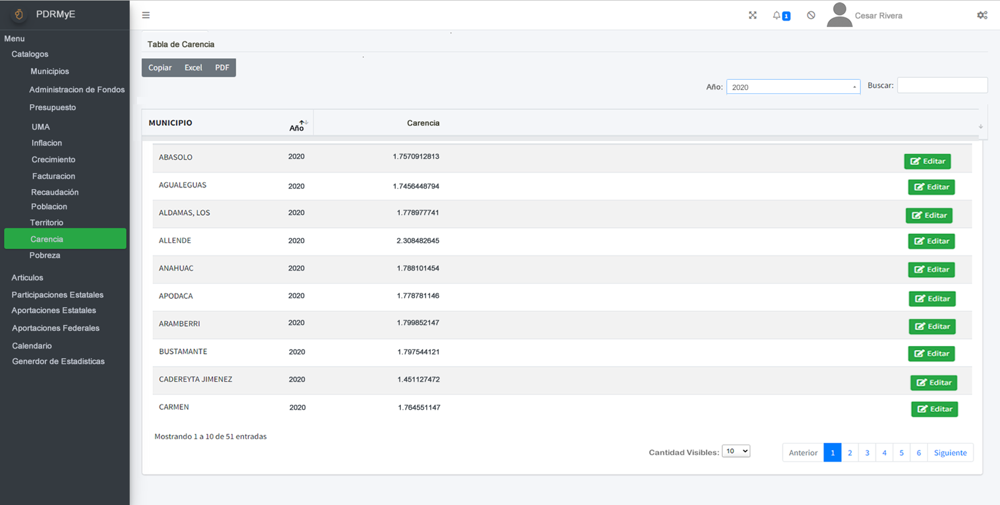 PDRMyE
1
Cesar Rivera
Menu
Catalogos
Municipios
Administracion de Fondos
Presupuesto
UMA
Inflacion
Crecimiento
Facturacion
Recaudación
Poblacion
Territorio
Carencia
Pobreza
Articulos
Participaciones Estatales
Aportaciones Estatales
Aportaciones Federales
Calendario
Generdor de Estadisticas
Tabla de Carencia
Copiar Excel PDF
Año: 2020 Buscar:
MUNICIPIO Año Carencia
ABASOLO 2020 1.7570912813 Editar
AGUALEGUAS 2020 1.7456448794 Editar
ALDAMAS, LOS 2020 1.778977741 Editar
ALLENDE 2020 2.308482645 Editar
ANAHUAC 2020 1.788101454 Editar
APODACA 2020 1.778781146 Editar
ARAMBERRI 2020 1.799852147 Editar
BUSTAMANTE 2020 1.797544121 Editar
CADEREYTA JIMENEZ 2020 1.451127472 Editar
CARMEN 2020 1.764551147 Editar
Mostrando 1 a 10 de 51 entradas
Cantidad Visibles: 10 Anterior 1 2 3 4 5 6 Siguiente